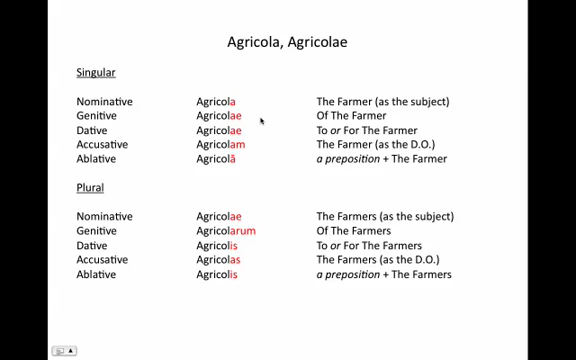 Agricola, Agricolae
Singular
Nominative Agricola The Farmer (as the subject)
Genitive Agricolae Of The Farmer
Dative Agricolae To or For The Farmer
Accusative Agricolam The Farmer (as the D.O.)
Ablative Agricolā a preposition + The Farmer
Plural
Nominative Agricolae The Farmers (as the subject)
Genitive Agricolarum Of The Farmers
Dative Agricolis To or For The Farmers
Accusative Agricolas The Farmers (as the D.O.)
Ablative Agricolis a preposition + The Farmers